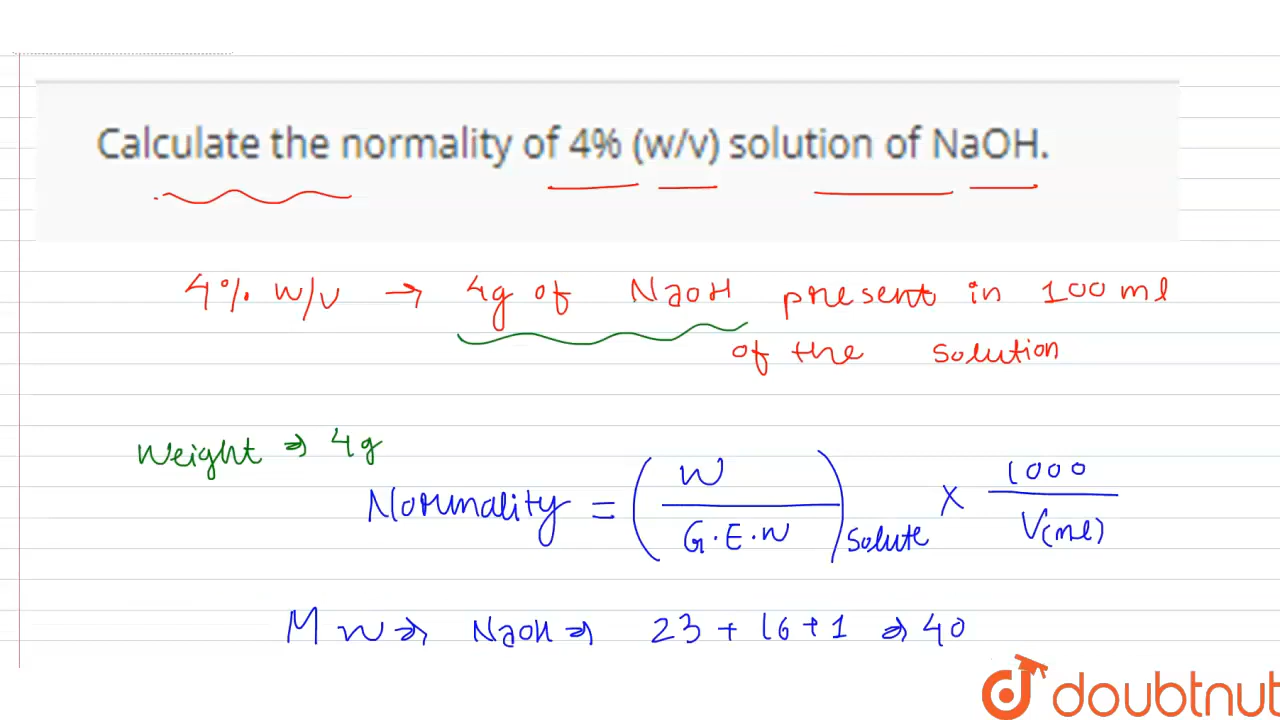 Calculate the normality of 4% (w/v) solution of NaOH.
4% w/v → 4g of NaOH present in 100 ml
of the solution
Weight ⇒ 4g
Normality = (W / G.E.W)solute × 1000 / V(ml)
Mw ⇒ NaOH ⇒ 23 + 16 + 1 ⇒ 40
doubtnut